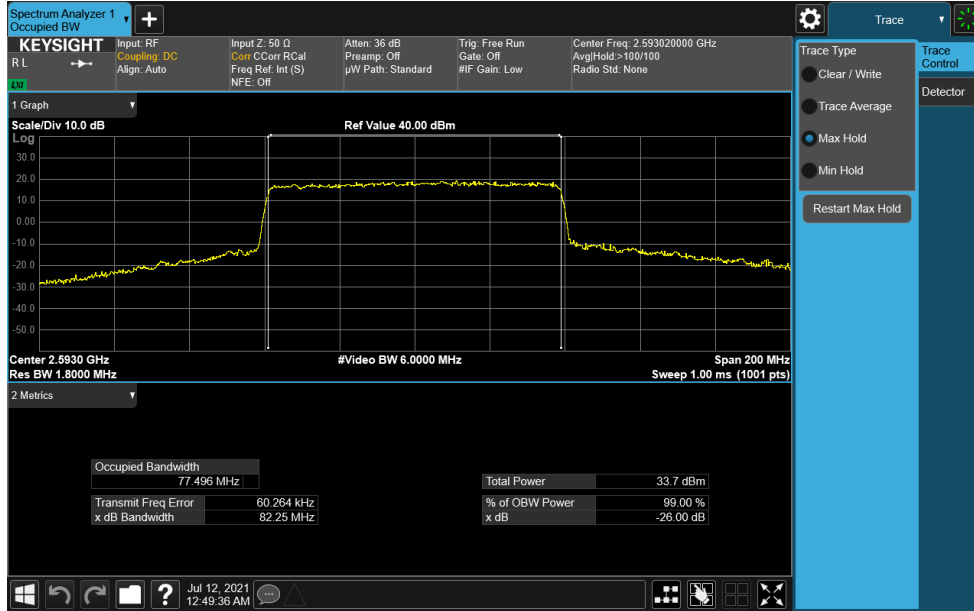 Spectrum Analyzer 1
Occupied BW
Trace
KEYSIGHT
R L
LXI
Input: RF
Coupling: DC
Align: Auto
Input Z: 50 Ω
Corr CCorr RCal
Freq Ref: Int (S)
NFE: Off
Atten: 36 dB
Preamp: Off
µW Path: Standard
Trig: Free Run
Gate: Off
#IF Gain: Low
Center Freq: 2.593020000 GHz
Avg|Hold:>100/100
Radio Std: None
Trace Type
Clear / Write
Trace Average
Max Hold
Min Hold
Restart Max Hold
Trace
Control
Detector
1 Graph
Scale/Div 10.0 dB
Ref Value 40.00 dBm
Log
30.0
20.0
10.0
0.00
-10.0
-20.0
-30.0
-40.0
-50.0
Center 2.5930 GHz
#Video BW 6.0000 MHz
Span 200 MHz
Res BW 1.8000 MHz
Sweep 1.00 ms (1001 pts)
2 Metrics
Occupied Bandwidth
77.496 MHz
Total Power 33.7 dBm
Transmit Freq Error 60.264 kHz
% of OBW Power 99.00 %
x dB Bandwidth 82.25 MHz
x dB -26.00 dB
Jul 12, 2021
12:49:36 AM